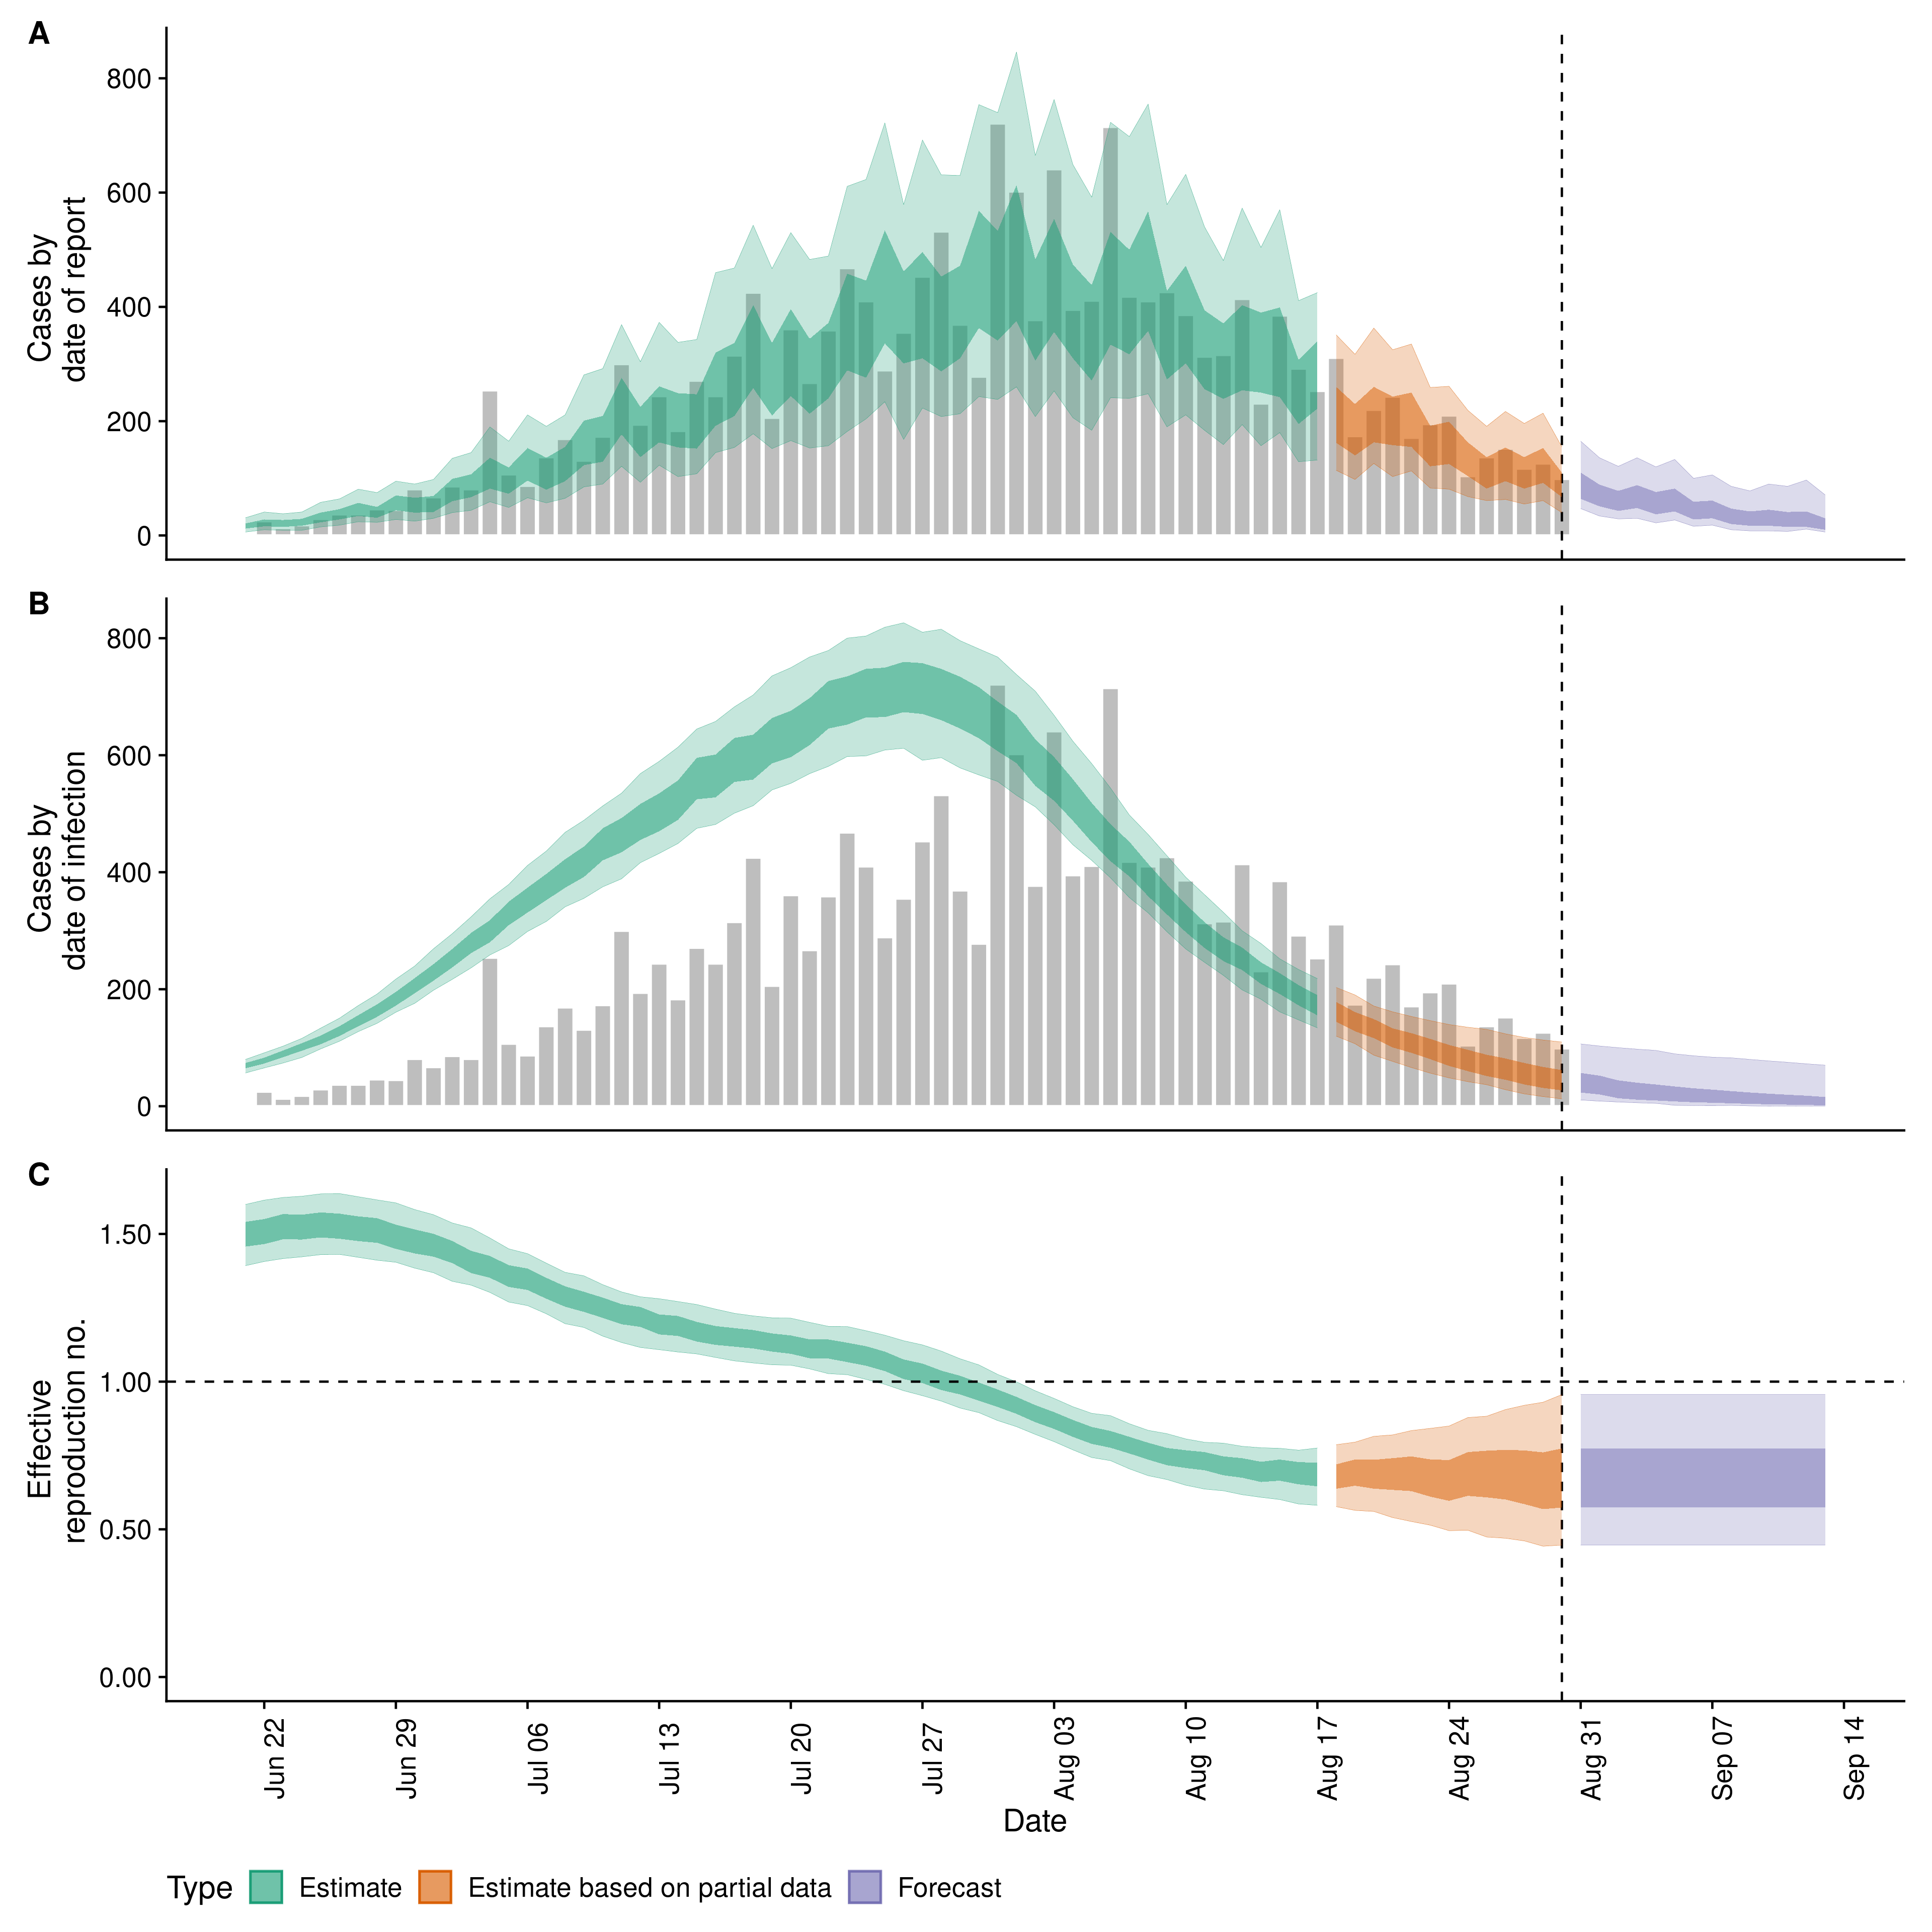 A
800
600
400
200
0
Cases by
date of report
B
800
600
400
200
0
Cases by
date of infection
C
1.50
1.00
0.50
0.00
Effective
reproduction no.
Jun 22
Jun 29
Jul 06
Jul 13
Jul 20
Jul 27
Aug 03
Aug 10
Aug 17
Aug 24
Aug 31
Sep 07
Sep 14
Date
Type Estimate Estimate based on partial data Forecast